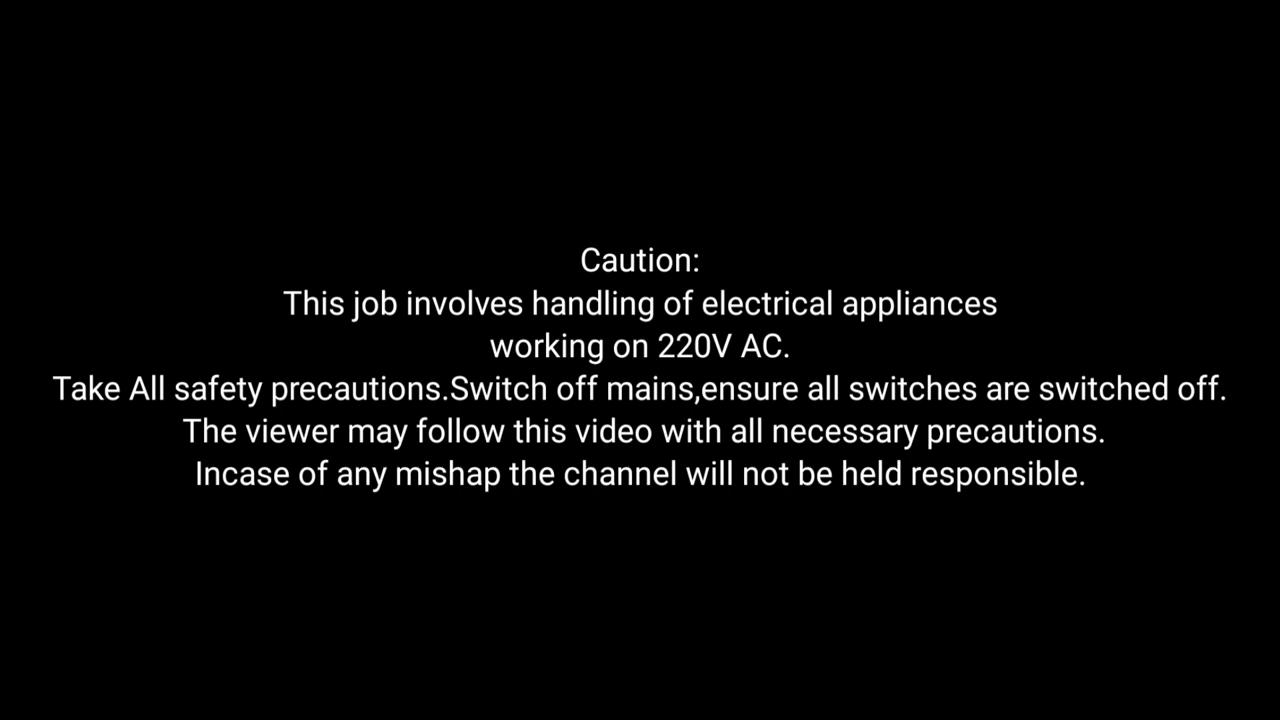 Caution:
This job involves handling of electrical appliances
working on 220V AC.
Take All safety precautions.Switch off mains,ensure all switches are switched off.
The viewer may follow this video with all necessary precautions.
Incase of any mishap the channel will not be held responsible.